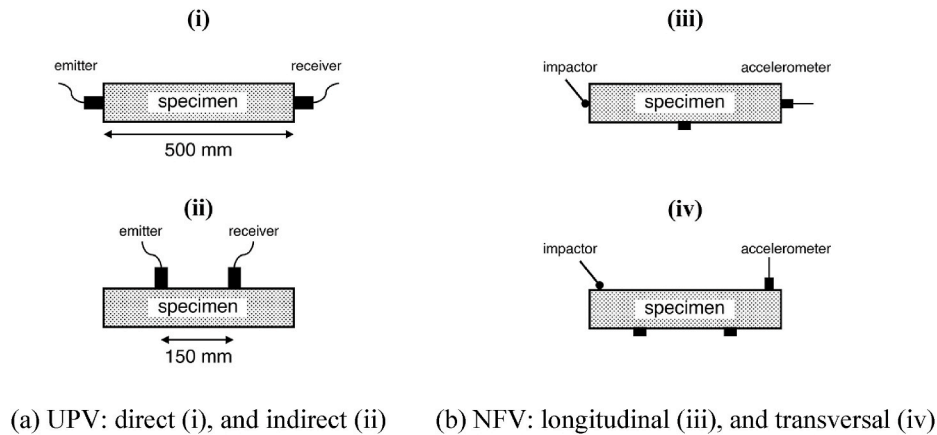 (i)
emitter
receiver
specimen
500 mm
(ii)
emitter
receiver
specimen
150 mm
(a) UPV: direct (i), and indirect (ii)
(iii)
impactor
accelerometer
specimen
(iv)
impactor
accelerometer
specimen
(b) NFV: longitudinal (iii), and transversal (iv)